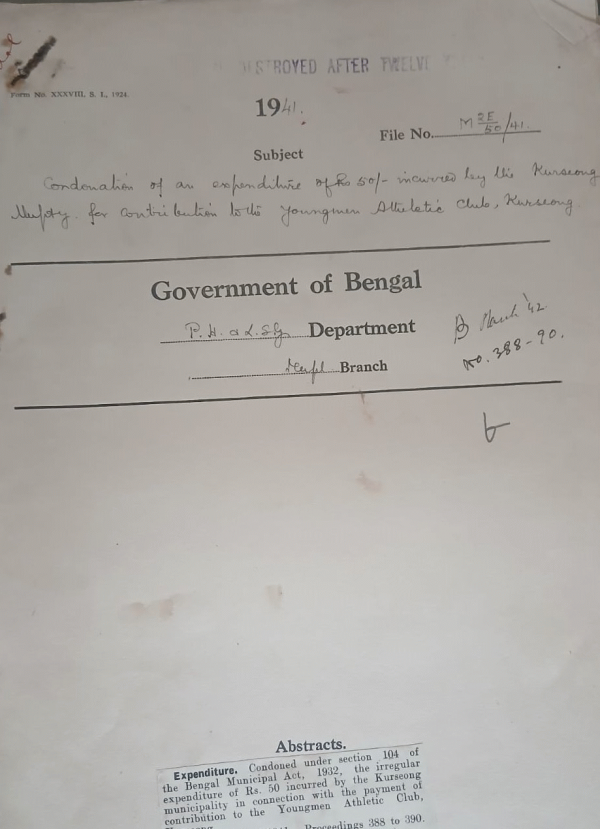 DESTROYED AFTER TWELVE
Form No. XXXVIII, S. L., 1924.
1941.
File No. M 2E/50/41.
Subject
Condonation of an expenditure of Rs 50/- incurred by the Kurseong
Mupty. for contribution to the Youngmen Athletic Club, Kurseong.
Government of Bengal
P. H. & L. S. G. Department
Branch
B March '42
No. 388-90.
Abstracts.
Expenditure. Condoned under section 104 of
the Bengal Municipal Act, 1932, the irregular
expenditure of Rs. 50 incurred by the Kurseong
municipality in connection with the payment of
contribution to the Youngmen Athletic Club,
Proceedings 388 to 390.